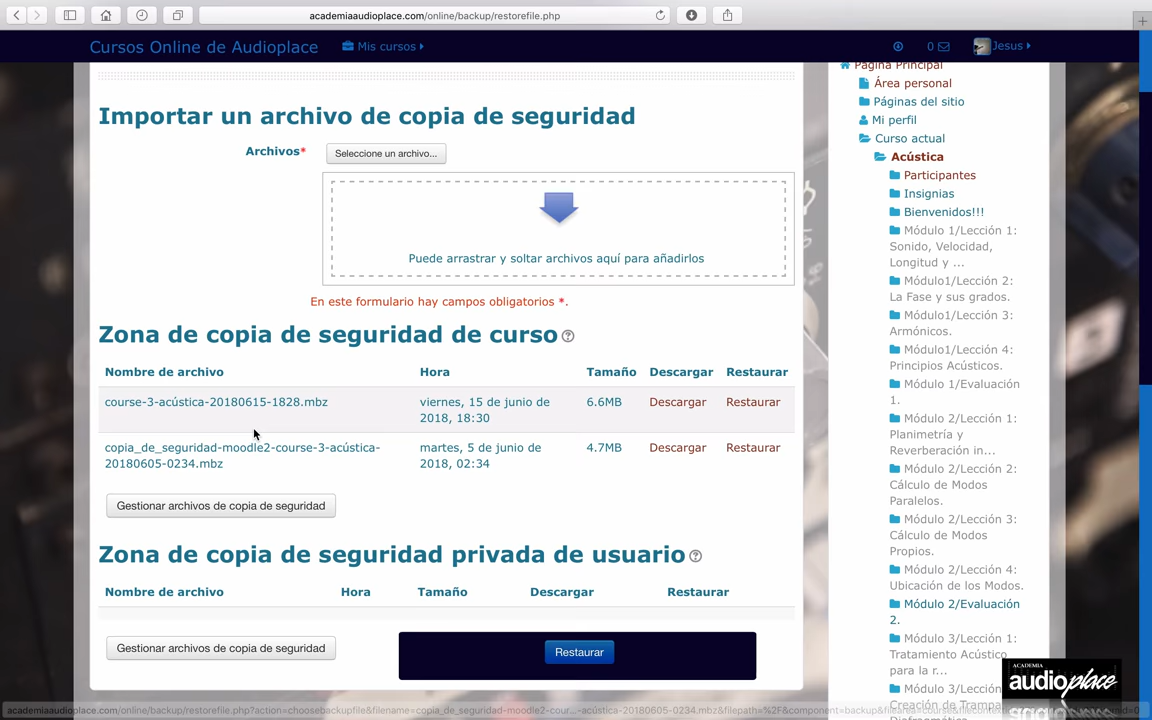 academiaaudioplace.com/online/backup/restorefile.php
Cursos Online de Audioplace
Mis cursos
0
Jesus
Importar un archivo de copia de seguridad
Archivos*
Seleccione un archivo...
Puede arrastrar y soltar archivos aquí para añadirlos
En este formulario hay campos obligatorios *.
Zona de copia de seguridad de curso
Nombre de archivo Hora Tamaño Descargar Restaurar
course-3-acústica-20180615-1828.mbz viernes, 15 de junio de 6.6MB Descargar Restaurar
2018, 18:30
copia_de_seguridad-moodle2-course-3-acústica- martes, 5 de junio de 4.7MB Descargar Restaurar
20180605-0234.mbz 2018, 02:34
Gestionar archivos de copia de seguridad
Zona de copia de seguridad privada de usuario
Nombre de archivo Hora Tamaño Descargar Restaurar
Gestionar archivos de copia de seguridad
Restaurar
Página Principal
Área personal
Páginas del sitio
Mi perfil
Curso actual
Acústica
Participantes
Insignias
Bienvenidos!!!
Módulo 1/Lección 1:
Sonido, Velocidad,
Longitud y ...
Módulo1/Lección 2:
La Fase y sus grados.
Módulo1/Lección 3:
Armónicos.
Módulo1/Lección 4:
Principios Acústicos.
Módulo 1/Evaluación
1.
Módulo 2/Lección 1:
Planimetría y
Reverberación in...
Módulo 2/Lección 2:
Cálculo de Modos
Paralelos.
Módulo 2/Lección 3:
Cálculo de Modos
Propios.
Módulo 2/Lección 4:
Ubicación de los Modos.
Módulo 2/Evaluación
2.
Módulo 3/Lección 1:
Tratamiento Acústico
para la r...
Módulo 3/Lección
Creación de Trampa
ACADEMIA
audioplace